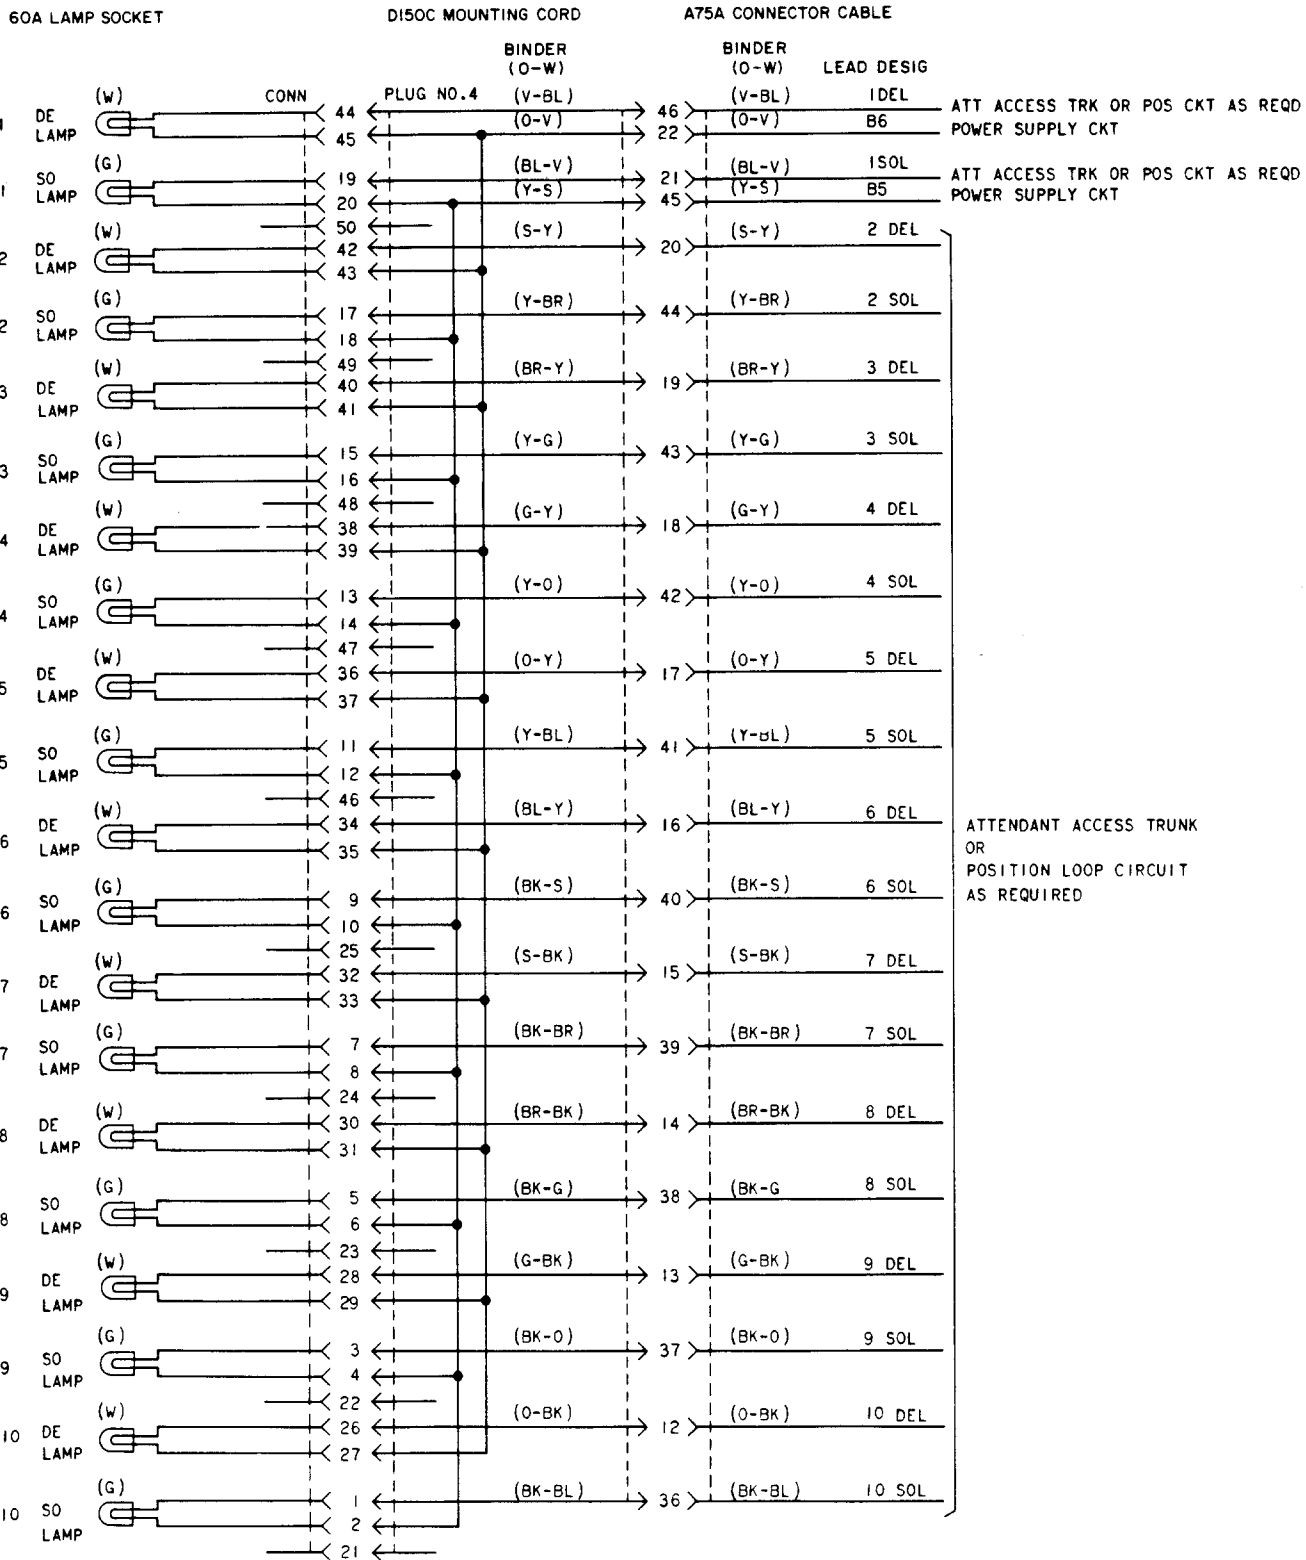 60A LAMP SOCKET D150C MOUNTING CORD A75A CONNECTOR CABLE
BINDER BINDER
(O-W) (O-W) LEAD DESIG
(W) CONN PLUG NO.4 (V-BL) (V-BL) 1DEL
1 DE 44 46 ATT ACCESS TRK OR POS CKT AS REQD
LAMP 45 (O-V) 22 (O-V) B6 POWER SUPPLY CKT
(G) (BL-V) (BL-V) 1SOL
1 SO 19 21 ATT ACCESS TRK OR POS CKT AS REQD
LAMP 20 (Y-S) 45 (Y-S) B5 POWER SUPPLY CKT
50
(W) (S-Y) (S-Y) 2 DEL
2 DE 42 20
LAMP 43
(G) (Y-BR) (Y-BR) 2 SOL
2 SO 17 44
LAMP 18
49
(W) (BR-Y) (BR-Y) 3 DEL
3 DE 40 19
LAMP 41
(G) (Y-G) (Y-G) 3 SOL
3 SO 15 43
LAMP 16
48
(W) (G-Y) (G-Y) 4 DEL
4 DE 38 18
LAMP 39
(G) (Y-O) (Y-O) 4 SOL
4 SO 13 42
LAMP 14
47
(W) (O-Y) (O-Y) 5 DEL
5 DE 36 17
LAMP 37
(G) (Y-BL) (Y-BL) 5 SOL
5 SO 11 41
LAMP 12
46
(W) (BL-Y) (BL-Y) 6 DEL
6 DE 34 16
LAMP 35
ATTENDANT ACCESS TRUNK
OR
POSITION LOOP CIRCUIT
AS REQUIRED
(G) (BK-S) (BK-S) 6 SOL
6 SO 9 40
LAMP 10
25
(W) (S-BK) (S-BK) 7 DEL
7 DE 32 15
LAMP 33
(G) (BK-BR) (BK-BR) 7 SOL
7 SO 7 39
LAMP 8
24
(W) (BR-BK) (BR-BK) 8 DEL
8 DE 30 14
LAMP 31
(G) (BK-G) (BK-G 8 SOL
8 SO 5 38
LAMP 6
23
(W) (G-BK) (G-BK) 9 DEL
9 DE 28 13
LAMP 29
(G) (BK-O) (BK-O) 9 SOL
9 SO 3 37
LAMP 4
22
(W) (O-BK) (O-BK) 10 DEL
10 DE 26 12
LAMP 27
(G) (BK-BL) (BK-BL) 10 SOL
10 SO 1 36
LAMP 2
21